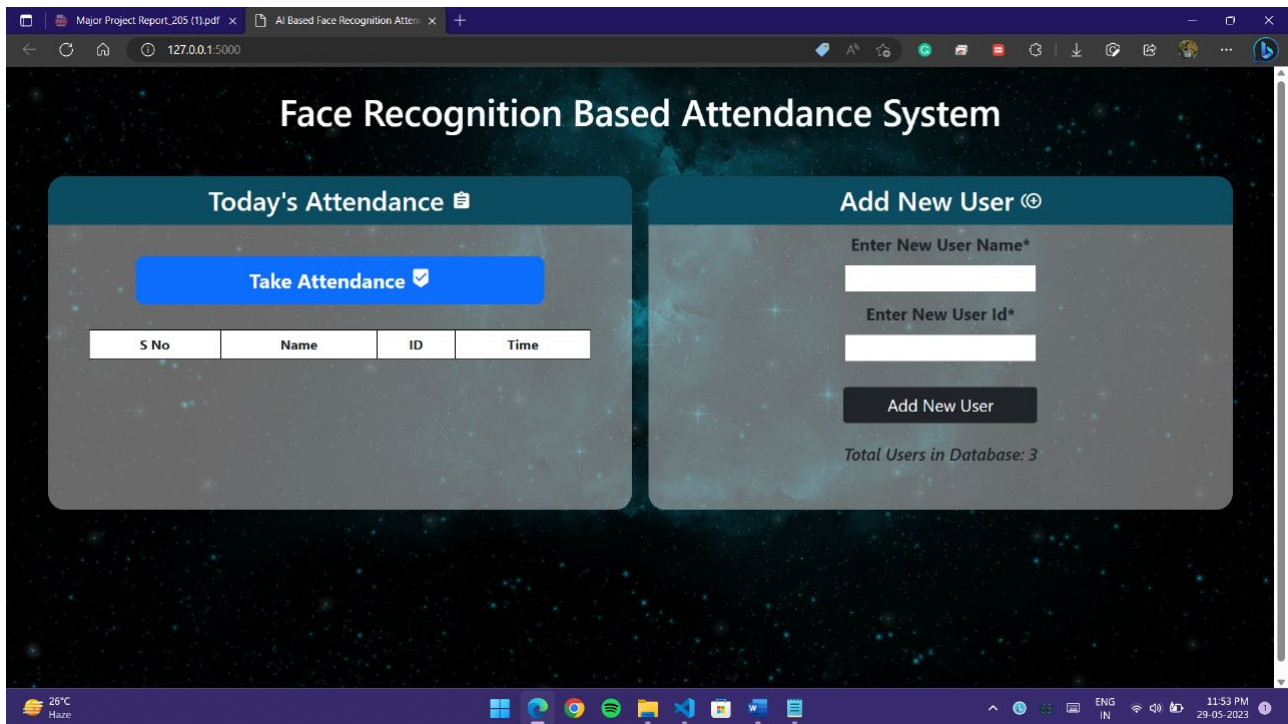 Major Project Report_205 (1).pdf
AI Based Face Recognition Atten
127.0.0.1:5000
Face Recognition Based Attendance System
Today's Attendance
Take Attendance
S No Name ID Time
Add New User
Enter New User Name*
Enter New User Id*
Add New User
Total Users in Database: 3
26°C
Haze
ENG
IN
11:53 PM
29-05-2023
1